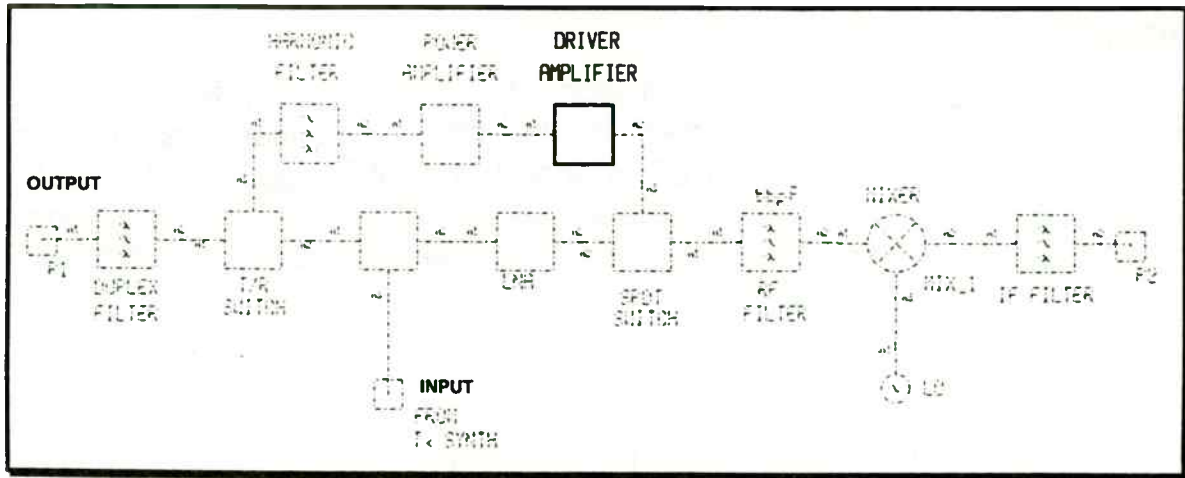 HARMONIC
FILTER
POWER
AMPLIFIER
DRIVER
AMPLIFIER
OUTPUT
P1
DUPLEX
FILTER
T/R
SWITCH
LNA
SPDT
SWITCH
RF
FILTER
MIXER
MIXL1
IF FILTER
P2
INPUT
FROM
Tx SYNTH
LO